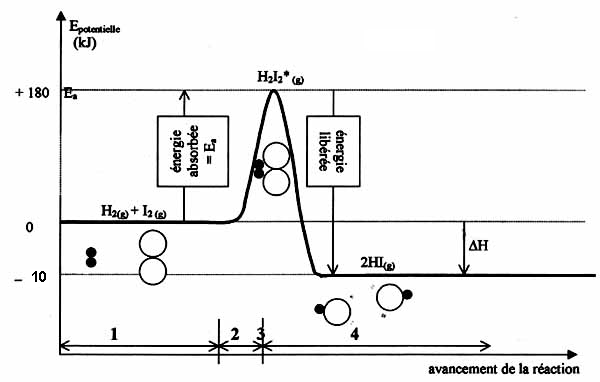 E potentielle
(kJ)
H₂I₂* (g)
+ 180
Eₐ
énergie
absorbée
= Eₐ
énergie
libérée
H₂(g) + I₂ (g)
0
ΔH
2HI(g)
– 10
1
2
3
4
avancement de la réaction